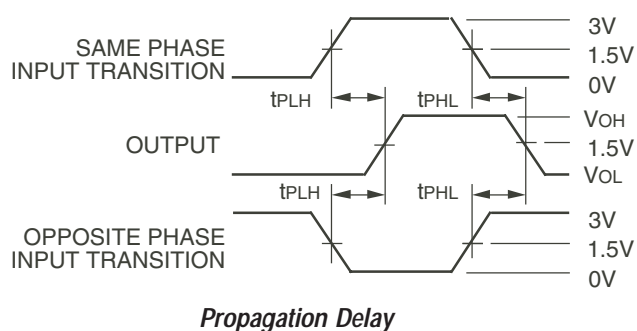 SAME PHASE
INPUT TRANSITION
3V
1.5V
0V
tPLH
tPHL
OUTPUT
VOH
1.5V
VOL
tPLH
tPHL
OPPOSITE PHASE
INPUT TRANSITION
3V
1.5V
0V
Propagation Delay